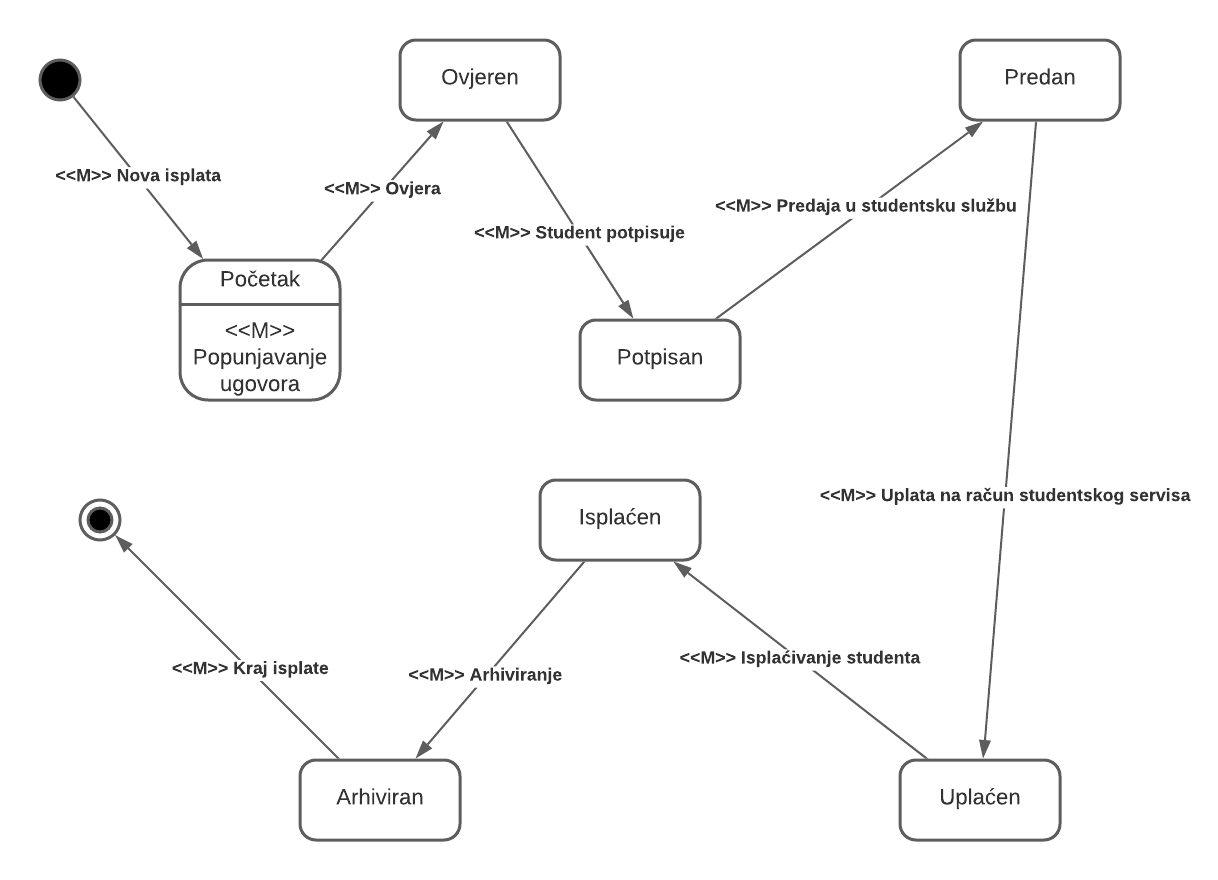 Ovjeren
Predan
<<M>> Nova isplata
<<M>> Ovjera
<<M>> Student potpisuje
<<M>> Predaja u studentsku službu
Početak
<<M>>
Popunjavanje
ugovora
Potpisan
<<M>> Uplata na račun studentskog servisa
Isplaćen
<<M>> Isplaćivanje studenta
<<M>> Kraj isplate
<<M>> Arhiviranje
Arhiviran
Uplaćen